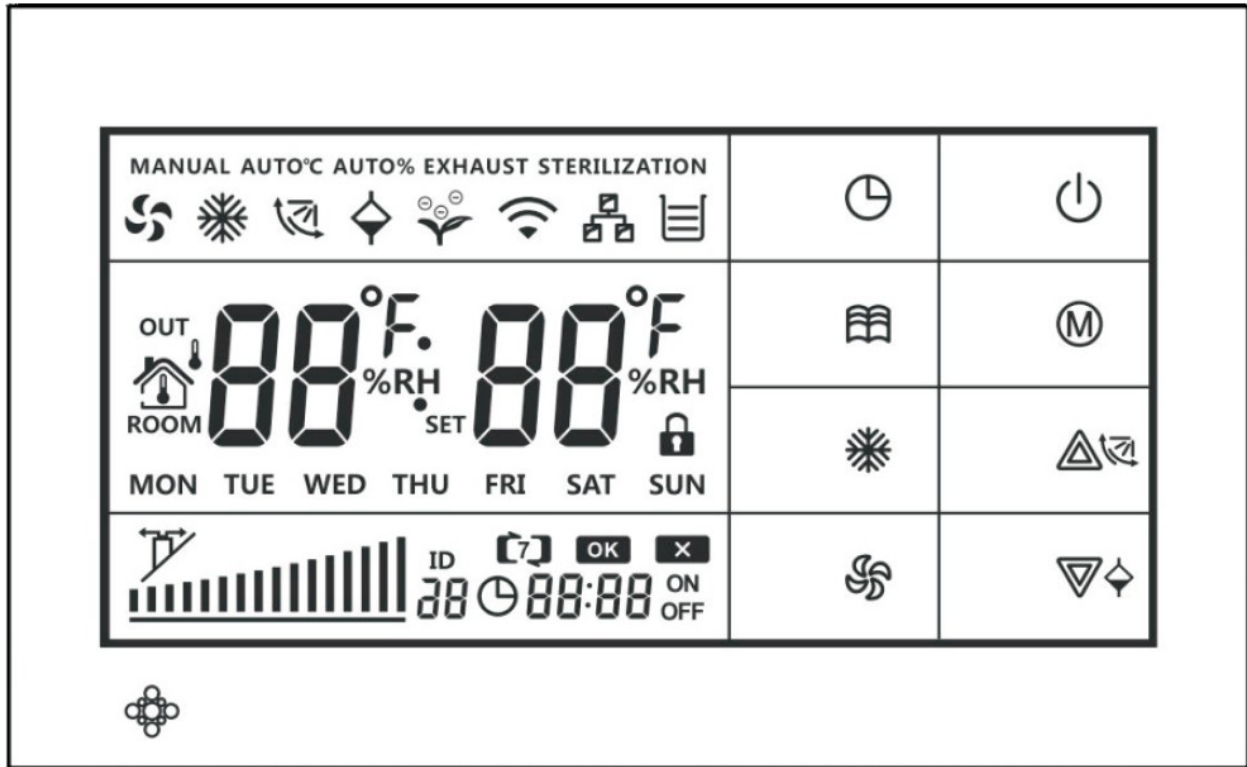 MANUAL AUTO℃ AUTO% EXHAUST STERILIZATION
OUT
88°F. 88°F
%RH %RH
ROOM SET
MON TUE WED THU FRI SAT SUN
7 OK X
ID
88 88:88 ON
OFF
M